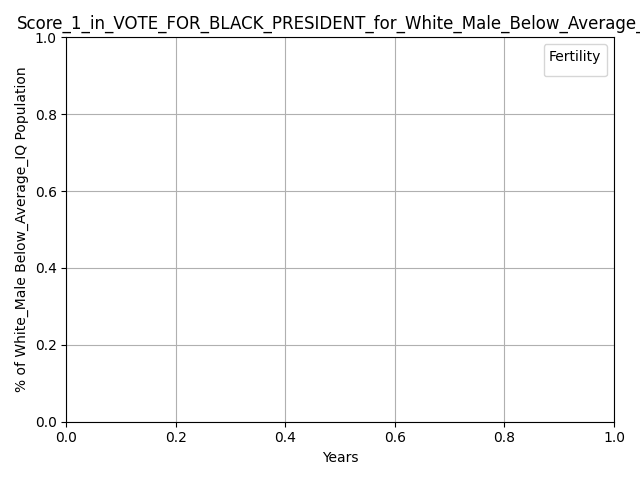 Score_1_in_VOTE_FOR_BLACK_PRESIDENT_for_White_Male_Below_Average_
Fertility
% of White_Male Below_Average_IQ Population
1.0
0.8
0.6
0.4
0.2
0.0
0.0 0.2 0.4 0.6 0.8 1.0
Years